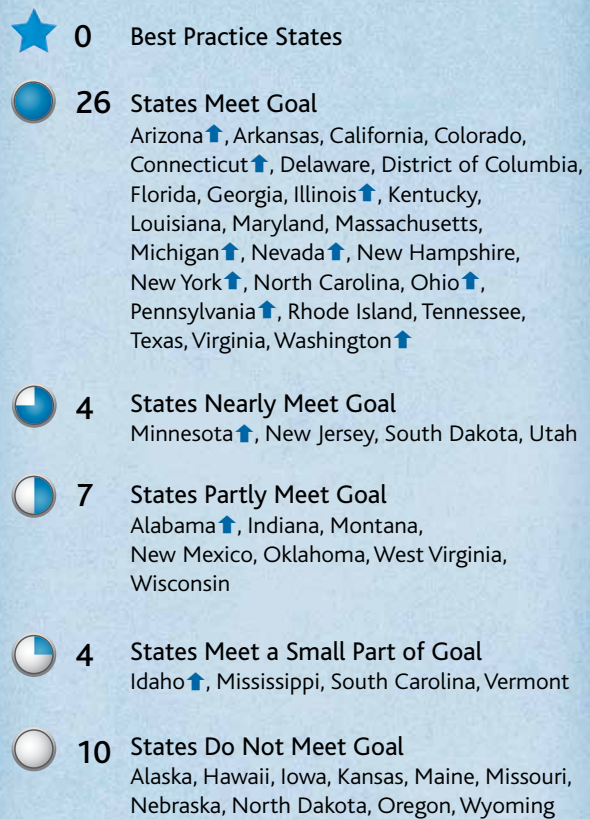 0 Best Practice States
26 States Meet Goal
Arizona⬆, Arkansas, California, Colorado,
Connecticut⬆, Delaware, District of Columbia,
Florida, Georgia, Illinois⬆, Kentucky,
Louisiana, Maryland, Massachusetts,
Michigan⬆, Nevada⬆, New Hampshire,
New York⬆, North Carolina, Ohio⬆,
Pennsylvania⬆, Rhode Island, Tennessee,
Texas, Virginia, Washington⬆
4 States Nearly Meet Goal
Minnesota⬆, New Jersey, South Dakota, Utah
7 States Partly Meet Goal
Alabama⬆, Indiana, Montana,
New Mexico, Oklahoma, West Virginia,
Wisconsin
4 States Meet a Small Part of Goal
Idaho⬆, Mississippi, South Carolina, Vermont
10 States Do Not Meet Goal
Alaska, Hawaii, Iowa, Kansas, Maine, Missouri,
Nebraska, North Dakota, Oregon, Wyoming